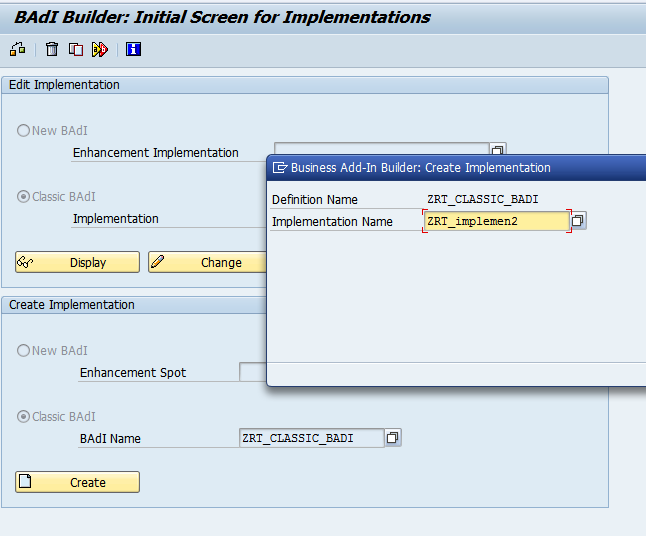 BAdI Builder: Initial Screen for Implementations
Edit Implementation
New BAdI
Enhancement Implementation
Classic BAdI
Implementation
Display
Change
Business Add-In Builder: Create Implementation
Definition Name ZRT_CLASSIC_BADI
Implementation Name ZRT_implemen2
Create Implementation
New BAdI
Enhancement Spot
Classic BAdI
BAdI Name ZRT_CLASSIC_BADI
Create